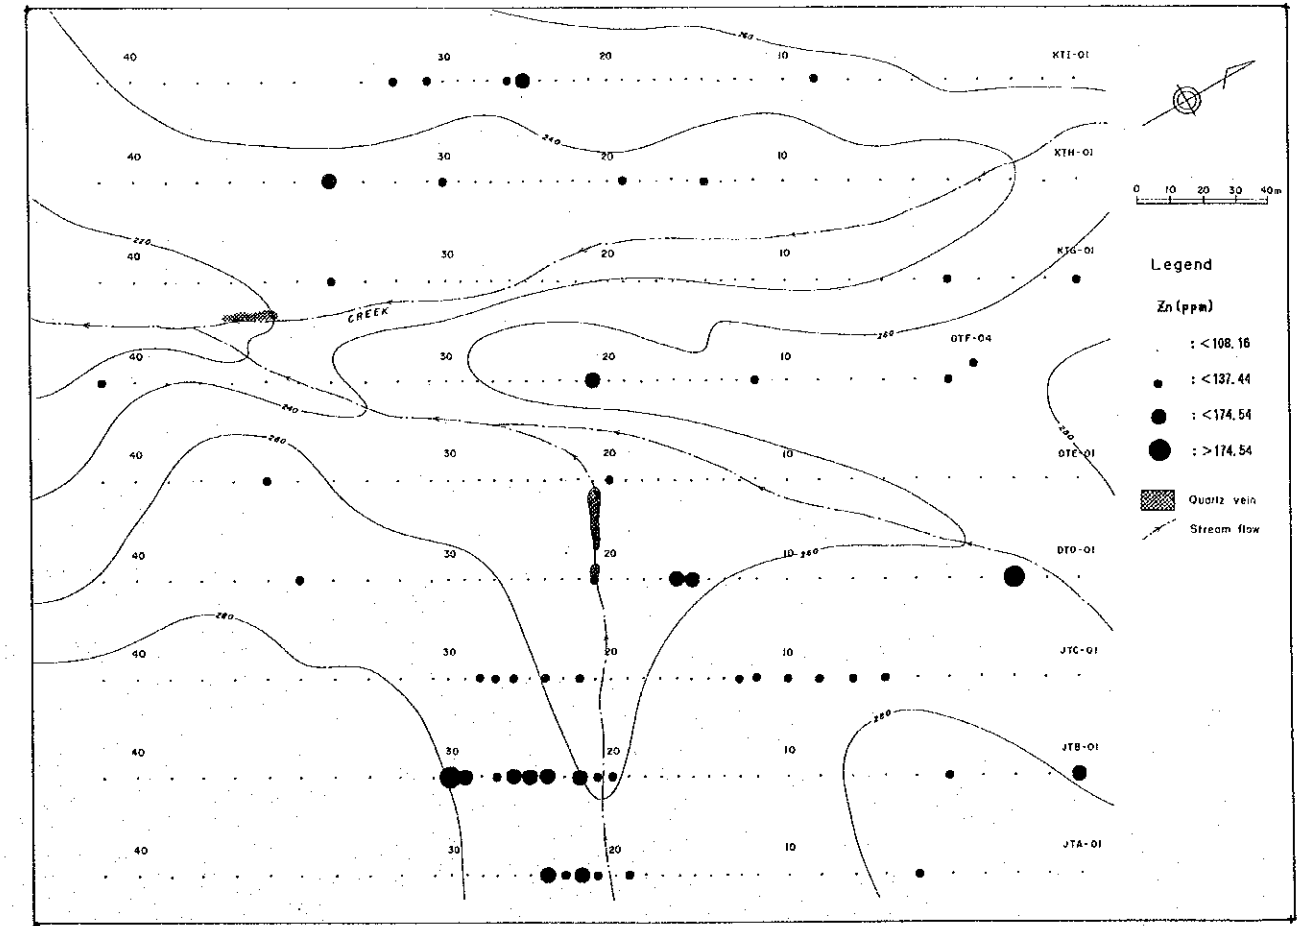 260
40 30 20 10 KTI-01
240
40 30 20 10 KTH-01
0 10 20 30 40m
220
40 30 20 10 KTG-01
Legend
Zn(ppm)
CREEK
260
40 30 20 10 OTF-04
: <108.16
: <137.44
240
: <174.54
260
280
40 30 20 10 OTE-01
: >174.54
Quartz vein
Stream flow
40 30 20 10 260 DTD-01
280
40 30 20 10 JTC-01
280
40 30 20 10 JTB-01
40 30 20 10 JTA-01